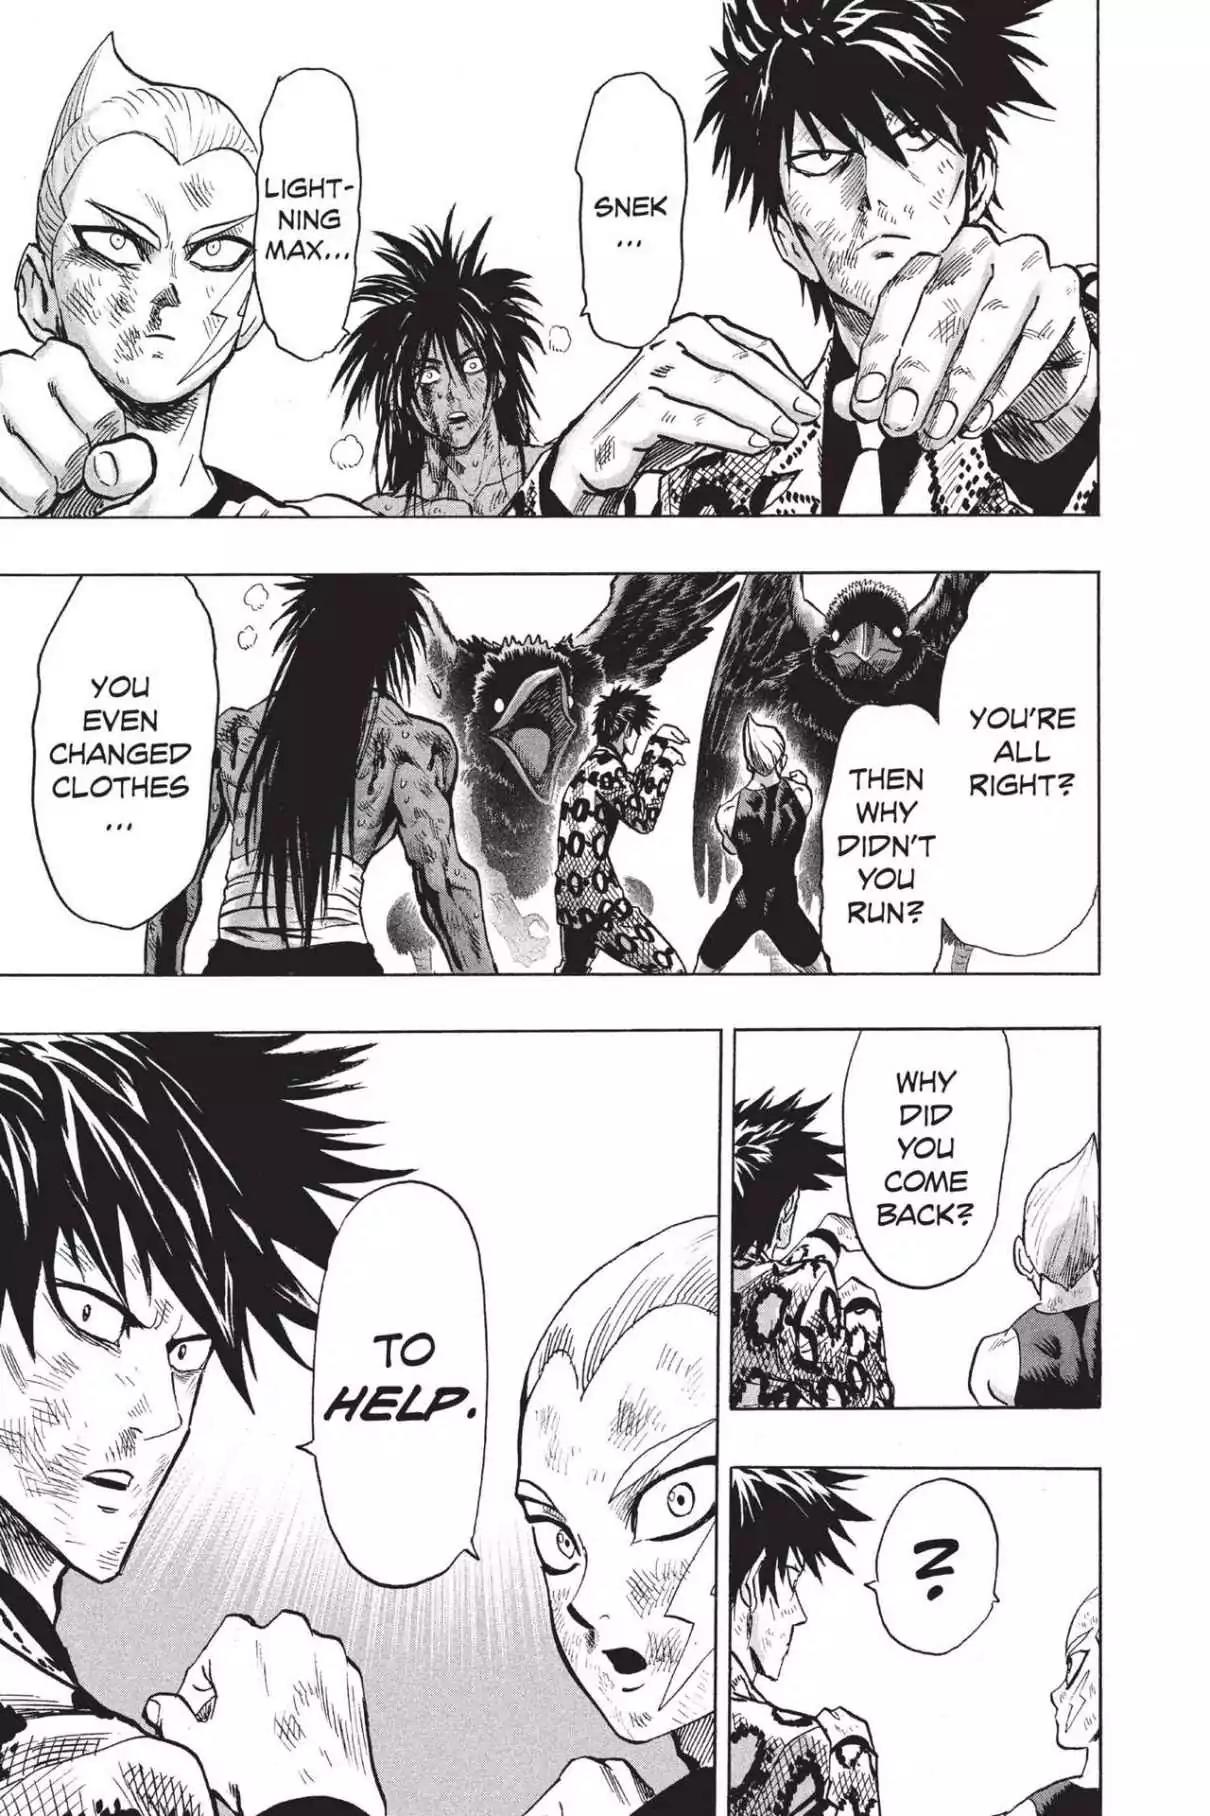 SNEK
...
LIGHT-
NING
MAX...
YOU'RE
ALL
RIGHT?
THEN
WHY
DIDN'T
YOU
RUN?
YOU
EVEN
CHANGED
CLOTHES
...
WHY
DID
YOU
COME
BACK?
?
TO
HELP.